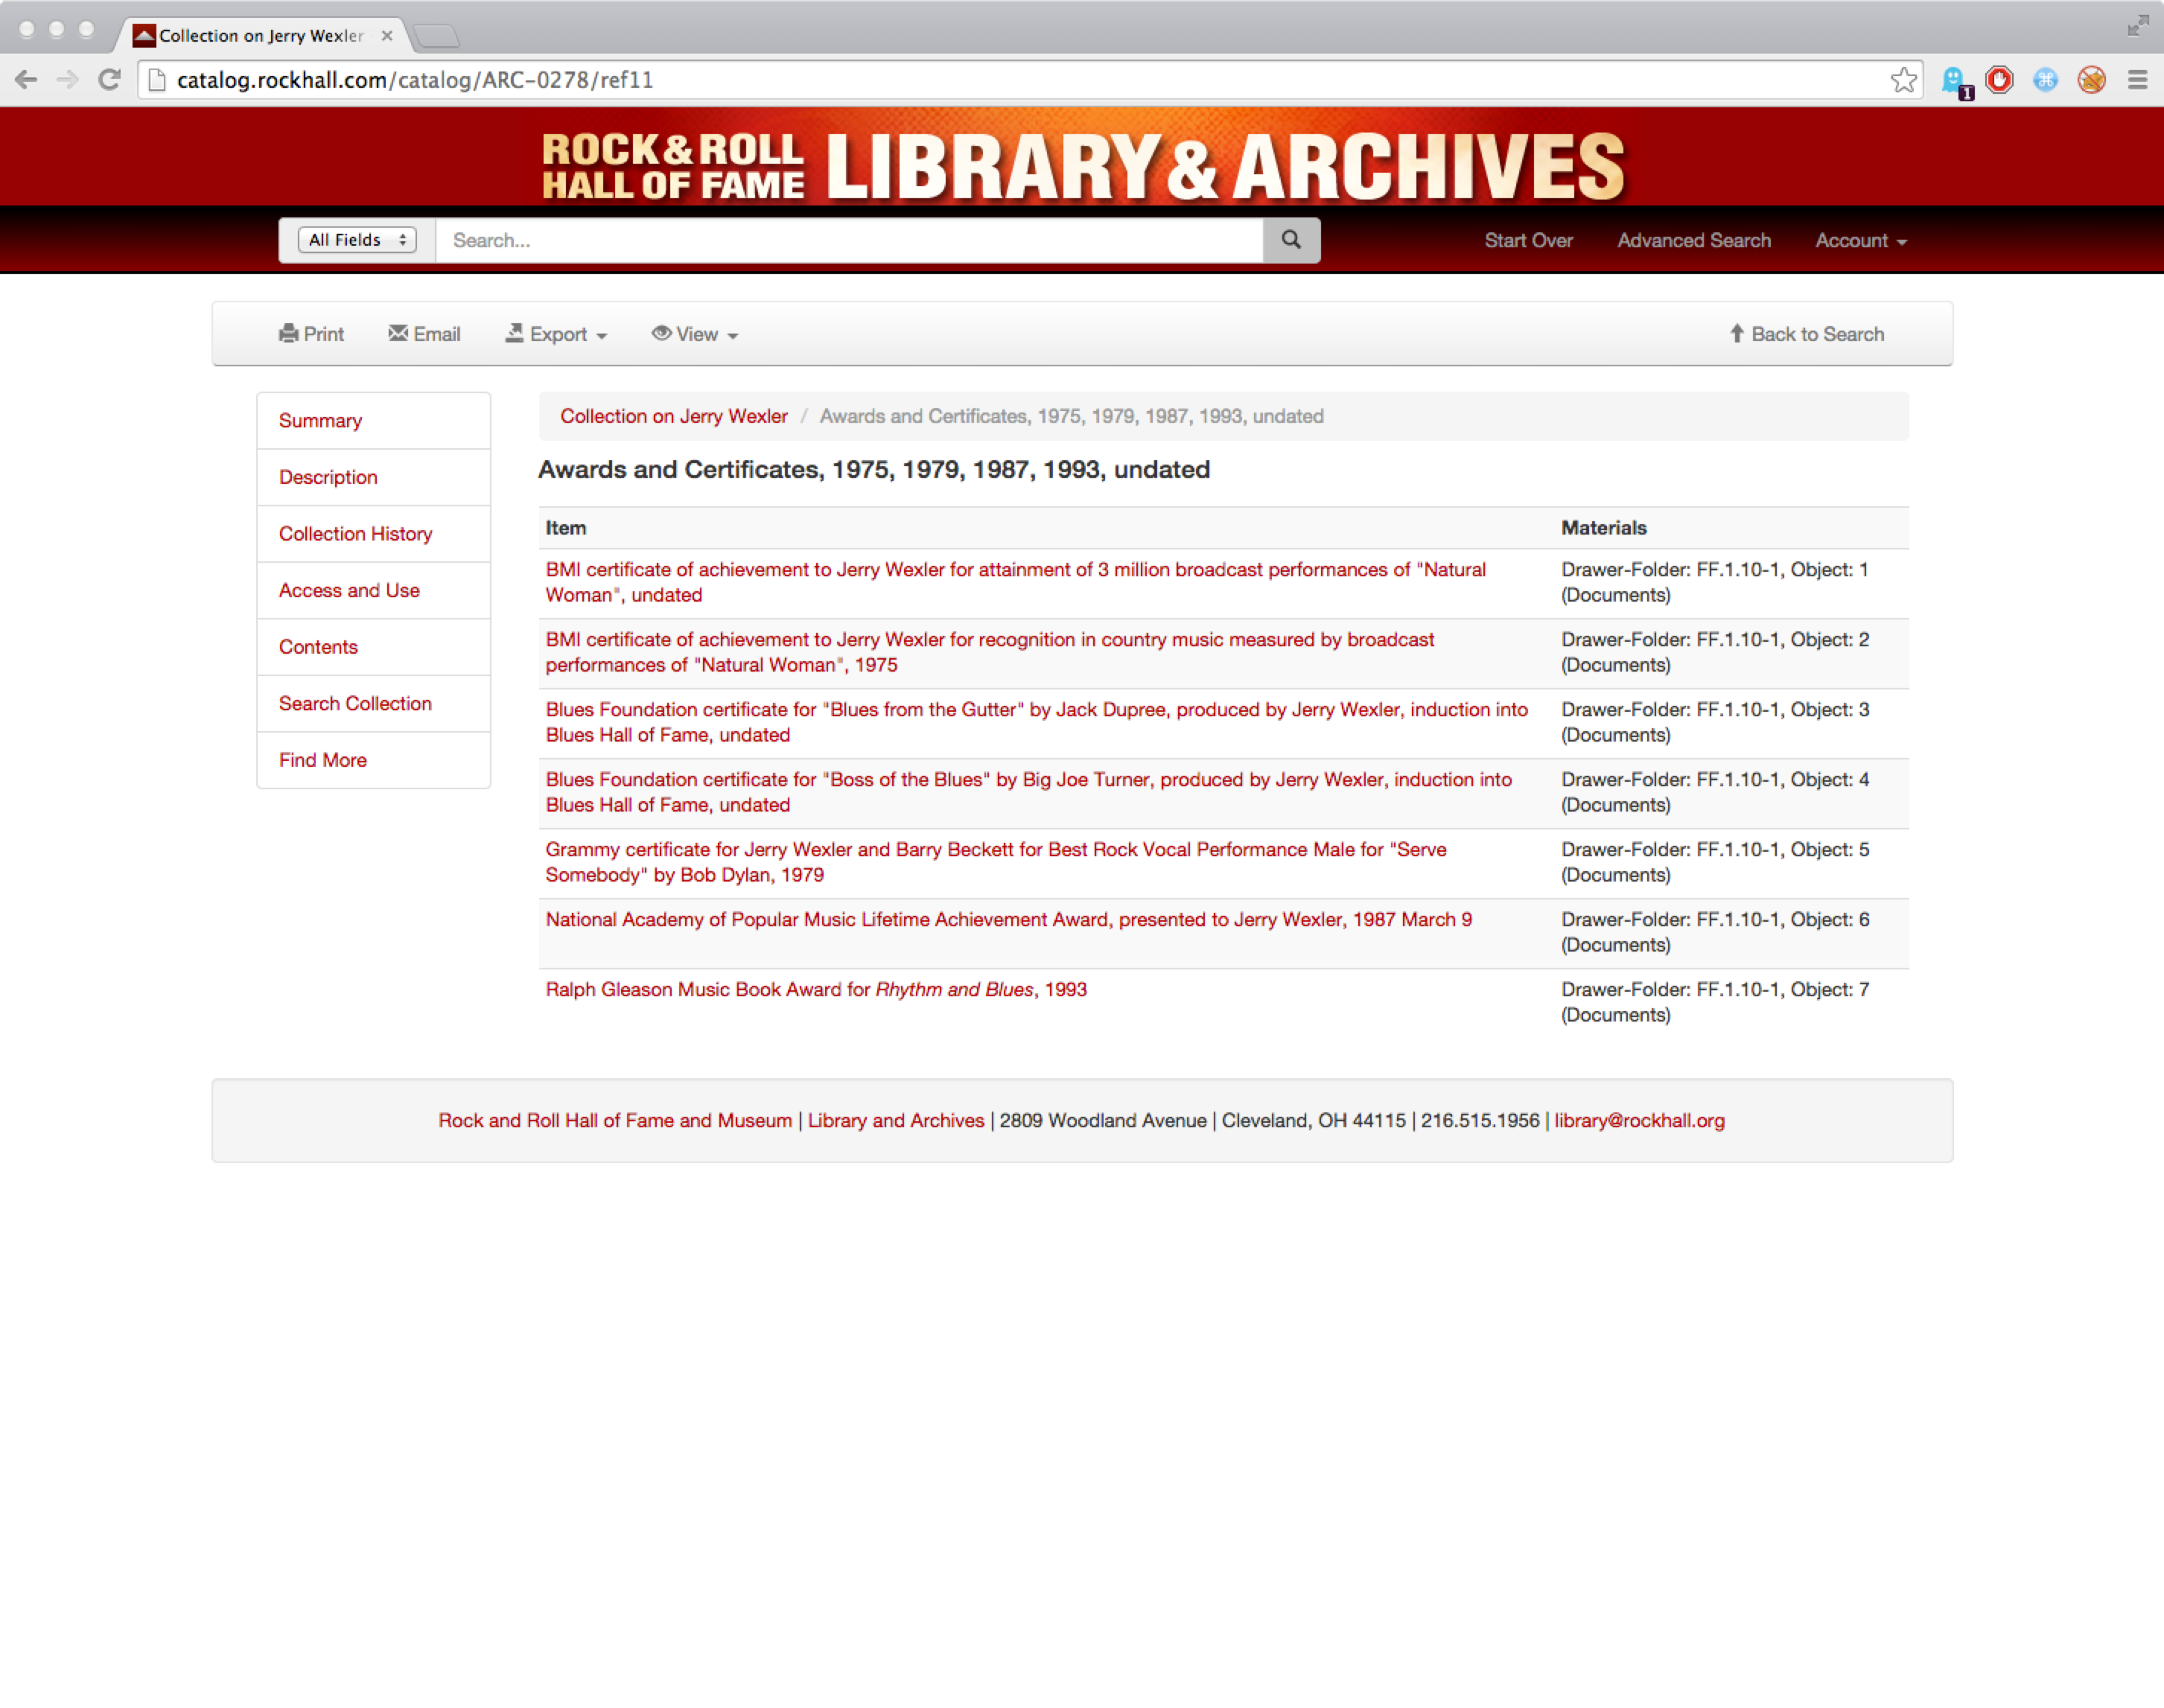 Collection on Jerry Wexler
catalog.rockhall.com/catalog/ARC-0278/ref11
1
ROCK & ROLL
HALL OF FAME
LIBRARY & ARCHIVES
All Fields
Search...
Start Over
Advanced Search
Account
Print
Email
Export
View
Back to Search
Summary
Description
Collection History
Access and Use
Contents
Search Collection
Find More
Collection on Jerry Wexler / Awards and Certificates, 1975, 1979, 1987, 1993, undated
Awards and Certificates, 1975, 1979, 1987, 1993, undated
Item
Materials
BMI certificate of achievement to Jerry Wexler for attainment of 3 million broadcast performances of "Natural
Woman", undated
Drawer-Folder: FF.1.10-1, Object: 1
(Documents)
BMI certificate of achievement to Jerry Wexler for recognition in country music measured by broadcast
performances of "Natural Woman", 1975
Drawer-Folder: FF.1.10-1, Object: 2
(Documents)
Blues Foundation certificate for "Blues from the Gutter" by Jack Dupree, produced by Jerry Wexler, induction into
Blues Hall of Fame, undated
Drawer-Folder: FF.1.10-1, Object: 3
(Documents)
Blues Foundation certificate for "Boss of the Blues" by Big Joe Turner, produced by Jerry Wexler, induction into
Blues Hall of Fame, undated
Drawer-Folder: FF.1.10-1, Object: 4
(Documents)
Grammy certificate for Jerry Wexler and Barry Beckett for Best Rock Vocal Performance Male for "Serve
Somebody" by Bob Dylan, 1979
Drawer-Folder: FF.1.10-1, Object: 5
(Documents)
National Academy of Popular Music Lifetime Achievement Award, presented to Jerry Wexler, 1987 March 9
Drawer-Folder: FF.1.10-1, Object: 6
(Documents)
Ralph Gleason Music Book Award for Rhythm and Blues, 1993
Drawer-Folder: FF.1.10-1, Object: 7
(Documents)
Rock and Roll Hall of Fame and Museum | Library and Archives | 2809 Woodland Avenue | Cleveland, OH 44115 | 216.515.1956 | library@rockhall.org